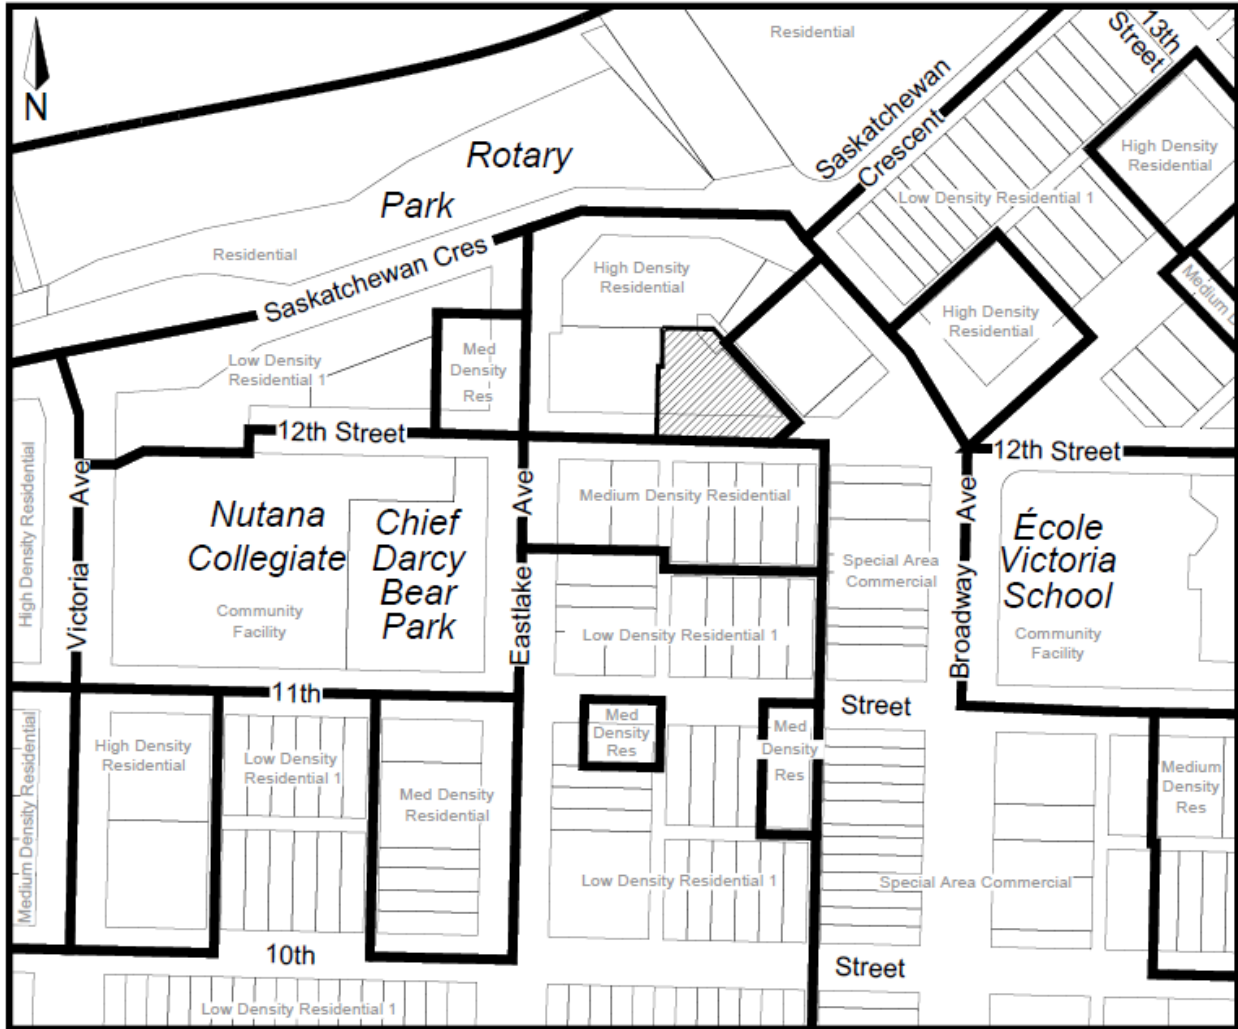 N
Residential
13th
Street
Saskatchewan
Crescent
High Density
Residential
Rotary
Park
Low Density Residential 1
Residential
Saskatchewan Cres
High Density
Residential
Medium D
High Density
Residential
Low Density
Residential 1
Med
Density
Res
12th Street
12th Street
High Density Residential
Victoria Ave
Nutana
Collegiate
Community
Facility
Chief
Darcy
Bear
Park
Eastlake Ave
Medium Density Residential
Special Area
Commercial
Broadway Ave
École
Victoria
School
Community
Facility
Low Density Residential 1
11th
Street
Medium Density Residential
High Density
Residential
Low Density
Residential 1
Med Density
Residential
Med
Density
Res
Med
Density
Res
Medium
Density
Res
Low Density Residential 1
Special Area Commercial
10th
Street
Low Density Residential 1